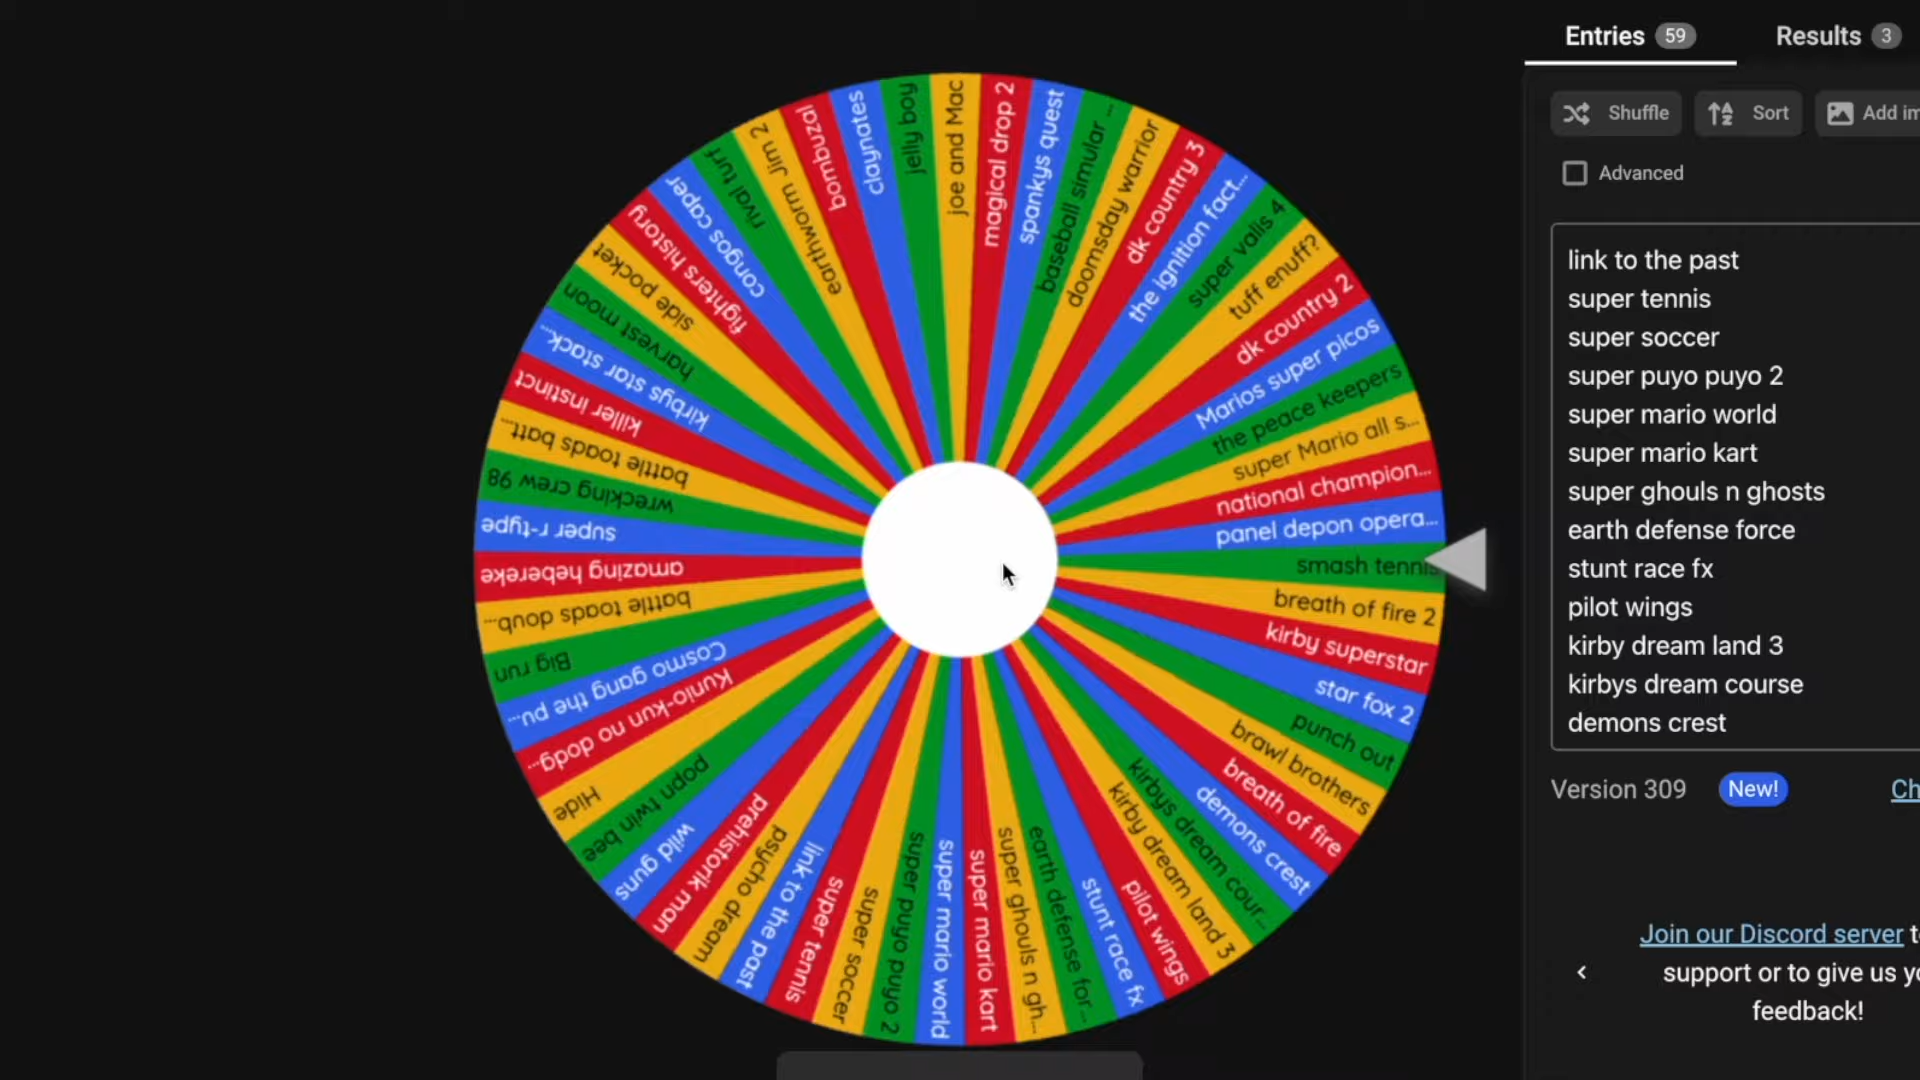 Entries 59
Results 3
Shuffle
Sort
Add im
Advanced
link to the past
super tennis
super soccer
super puyo puyo 2
super mario world
super mario kart
super ghouls n ghosts
earth defense force
stunt race fx
pilot wings
kirby dream land 3
kirbys dream course
demons crest
Version 309
New!
Ch
Join our Discord server t
support or to give us yo
feedback!
joe and Mac
magical drop 2
spankys quest
baseball simular ...
doomsday warrior
dk country 3
the ignition fact...
super valis 4
tuff enuff?
dk country 2
Marios super picos
the peace keepers
super Mario all s...
national champion...
panel depon opera...
smash tennis
breath of fire 2
kirby superstar
star fox 2
punch out
brawl brothers
breath of fire
demons crest
kirbys dream cour...
kirby dream land 3
pilot wings
stunt race fx
earth defense for...
super ghouls n gh...
super mario kart
super mario world
super puyo puyo 2
super soccer
super tennis
link to the past
psycho dream
prehistorik man
wild guns
popn twin bee
Hide
Kunio-kun no dodg...
Cosmo gang the pu...
Big run
battle toads doub...
amazing hebereke
super r-type
wrecking crew 98
battle toads batt...
killer instinct
kirbys star stack...
harvest moon
side pocket
fighters history
congos caper
rival turf
earthworm Jim 2
bombuzal
claymates
jelly boy